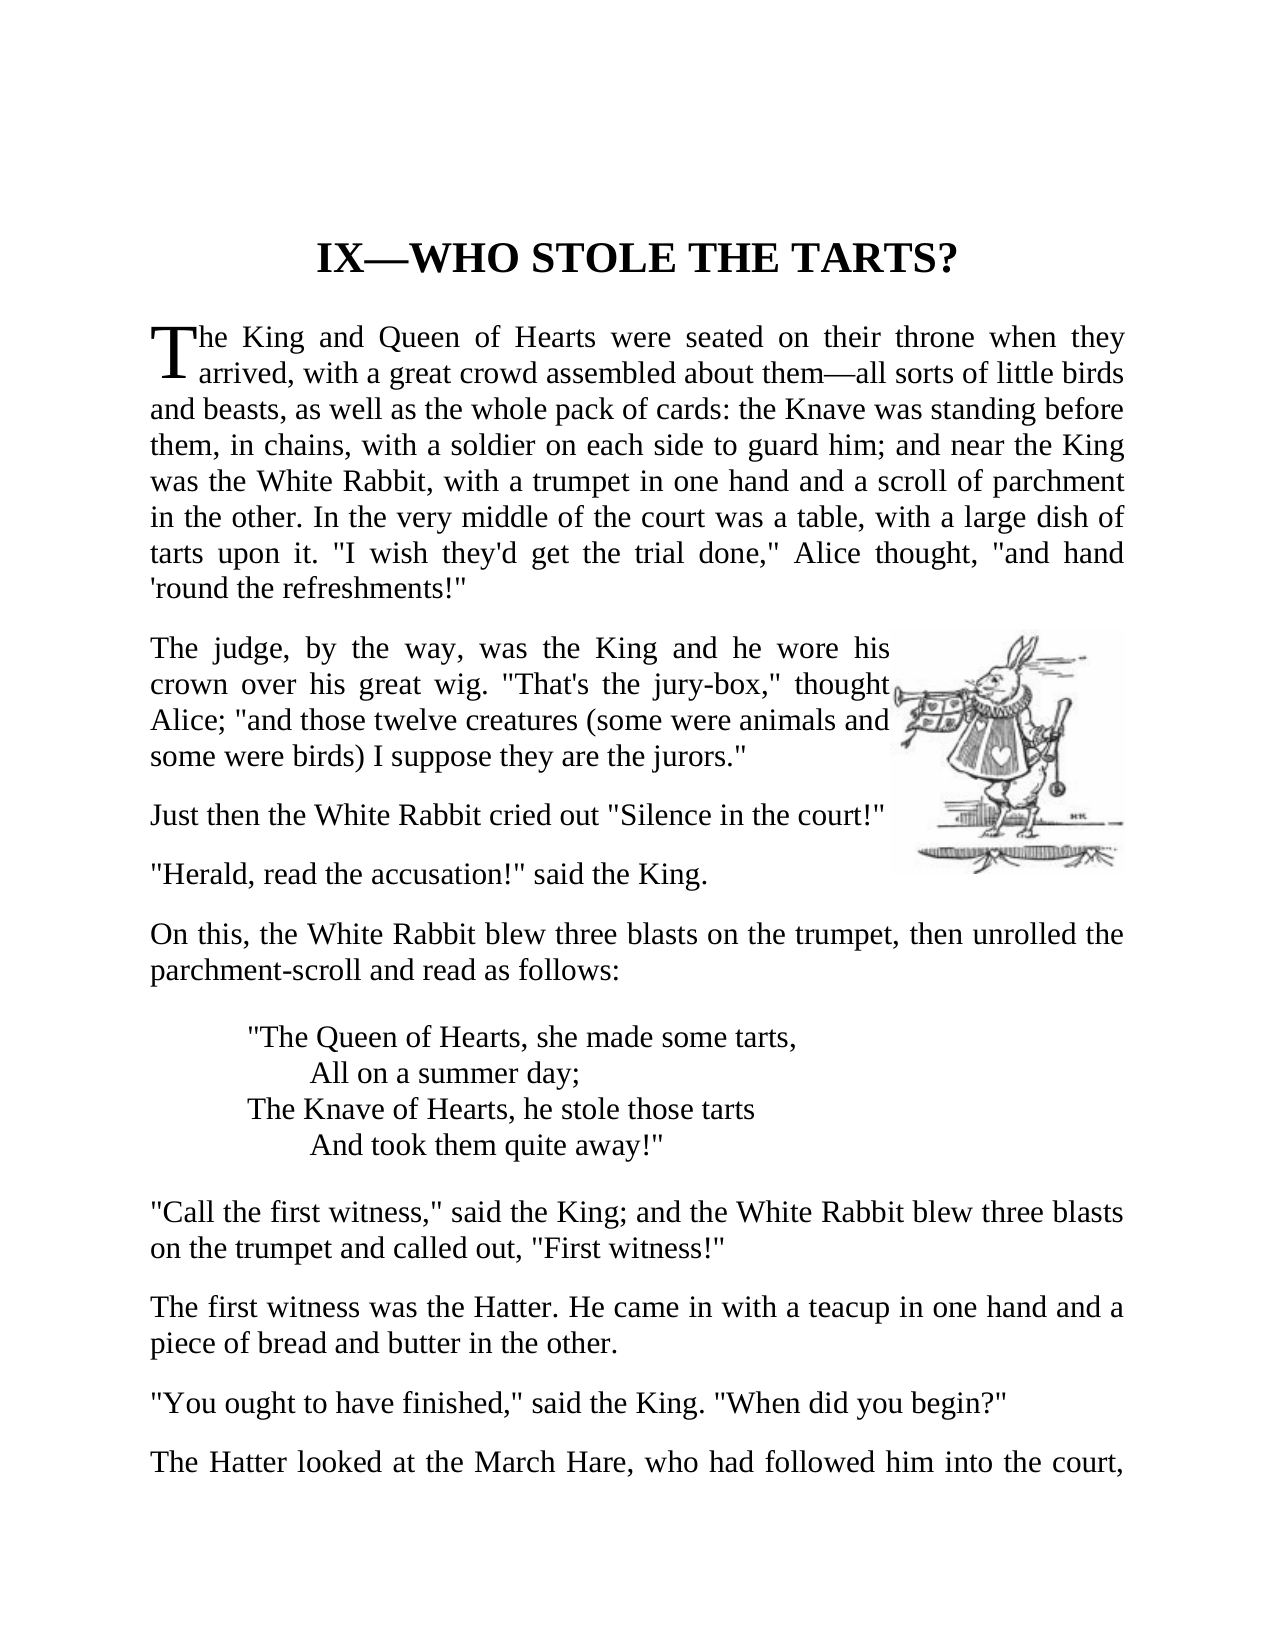 IX—WHO STOLE THE TARTS?
The King and Queen of Hearts were seated on their throne when they
arrived, with a great crowd assembled about them—all sorts of little birds
and beasts, as well as the whole pack of cards: the Knave was standing before
them, in chains, with a soldier on each side to guard him; and near the King
was the White Rabbit, with a trumpet in one hand and a scroll of parchment
in the other. In the very middle of the court was a table, with a large dish of
tarts upon it. "I wish they'd get the trial done," Alice thought, "and hand
'round the refreshments!"
The judge, by the way, was the King and he wore his
crown over his great wig. "That's the jury-box," thought
Alice; "and those twelve creatures (some were animals and
some were birds) I suppose they are the jurors."
Just then the White Rabbit cried out "Silence in the court!"
"Herald, read the accusation!" said the King.
On this, the White Rabbit blew three blasts on the trumpet, then unrolled the
parchment-scroll and read as follows:
"The Queen of Hearts, she made some tarts,
All on a summer day;
The Knave of Hearts, he stole those tarts
And took them quite away!"
"Call the first witness," said the King; and the White Rabbit blew three blasts
on the trumpet and called out, "First witness!"
The first witness was the Hatter. He came in with a teacup in one hand and a
piece of bread and butter in the other.
"You ought to have finished," said the King. "When did you begin?"
The Hatter looked at the March Hare, who had followed him into the court,